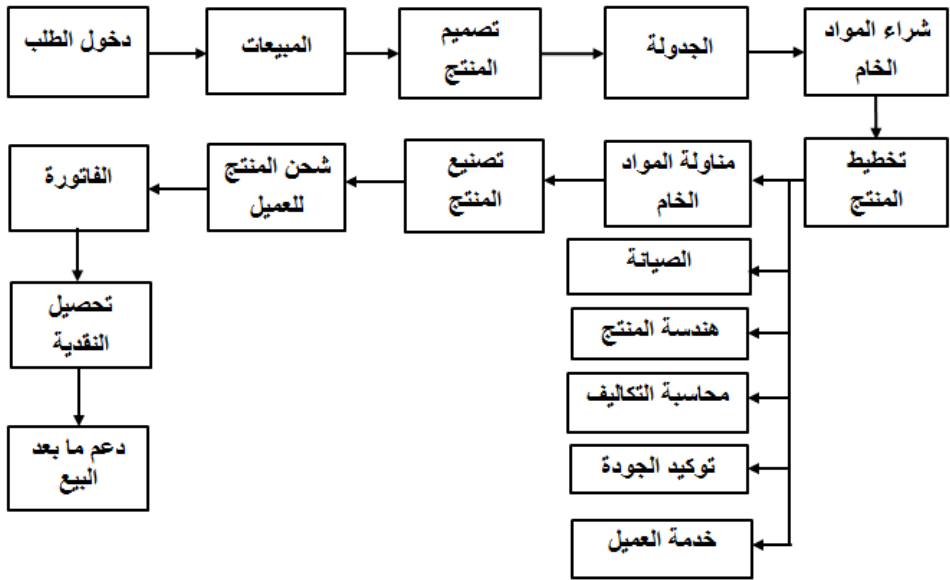 دخول الطلب
المبيعات
تصميم
المنتج
الجدولة
شراء المواد
الخام
تخطيط
المنتج
مناولة المواد
الخام
تصنيع
المنتج
شحن المنتج
للعميل
الفاتورة
الصيانة
هندسة المنتج
محاسبة التكاليف
توكيد الجودة
خدمة العميل
تحصيل
النقدية
دعم ما بعد
البيع